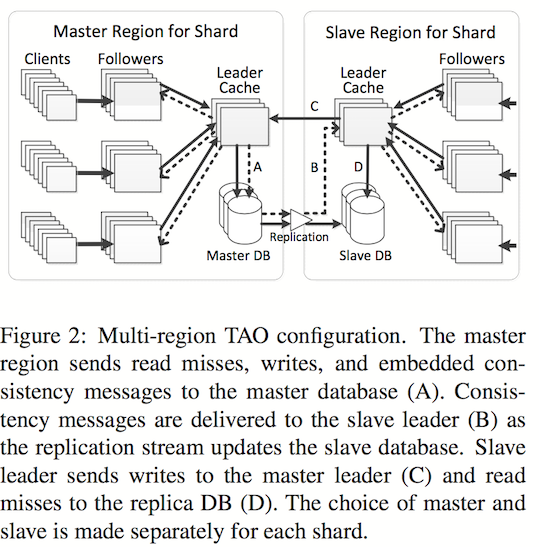 Master Region for Shard
Slave Region for Shard
Clients
Followers
Leader
Cache
Leader
Cache
Followers
C
A
B
D
Replication
Master DB
Slave DB
Figure 2: Multi-region TAO configuration. The master
region sends read misses, writes, and embedded con-
sistency messages to the master database (A). Consis-
tency messages are delivered to the slave leader (B) as
the replication stream updates the slave database. Slave
leader sends writes to the master leader (C) and read
misses to the replica DB (D). The choice of master and
slave is made separately for each shard.